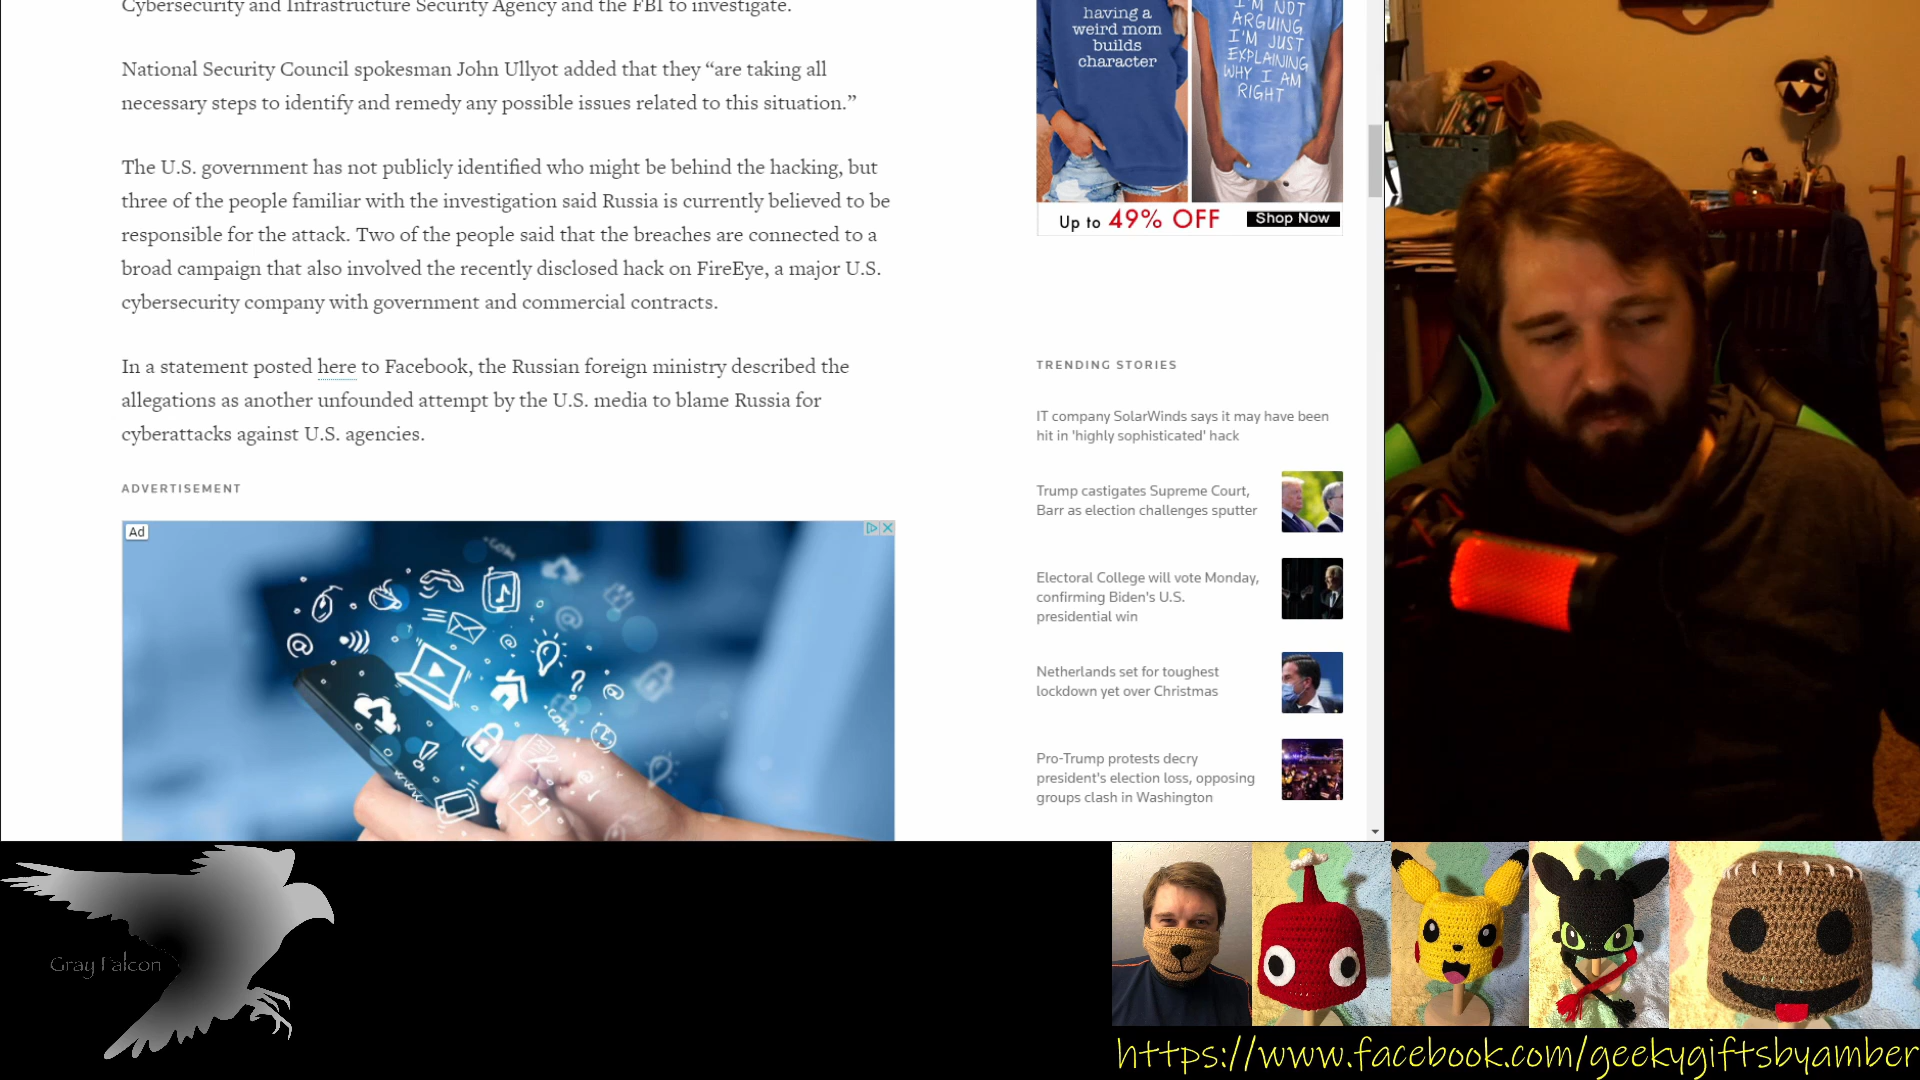 Cybersecurity and Infrastructure Security Agency and the FBI to investigate.
National Security Council spokesman John Ullyot added that they “are taking all
necessary steps to identify and remedy any possible issues related to this situation.”
The U.S. government has not publicly identified who might be behind the hacking, but
three of the people familiar with the investigation said Russia is currently believed to be
responsible for the attack. Two of the people said that the breaches are connected to a
broad campaign that also involved the recently disclosed hack on FireEye, a major U.S.
cybersecurity company with government and commercial contracts.
In a statement posted here to Facebook, the Russian foreign ministry described the
allegations as another unfounded attempt by the U.S. media to blame Russia for
cyberattacks against U.S. agencies.
ADVERTISEMENT
Ad
having a
weird mom
builds
character
I'M NOT
ARGUING
I'M JUST
EXPLAINING
WHY I AM
RIGHT
Up to 49% OFF
Shop Now
TRENDING STORIES
IT company SolarWinds says it may have been
hit in 'highly sophisticated' hack
Trump castigates Supreme Court,
Barr as election challenges sputter
Electoral College will vote Monday,
confirming Biden's U.S.
presidential win
Netherlands set for toughest
lockdown yet over Christmas
Pro-Trump protests decry
president's election loss, opposing
groups clash in Washington
Gray Falcon
https://www.facebook.com/geekygiftsbyamber